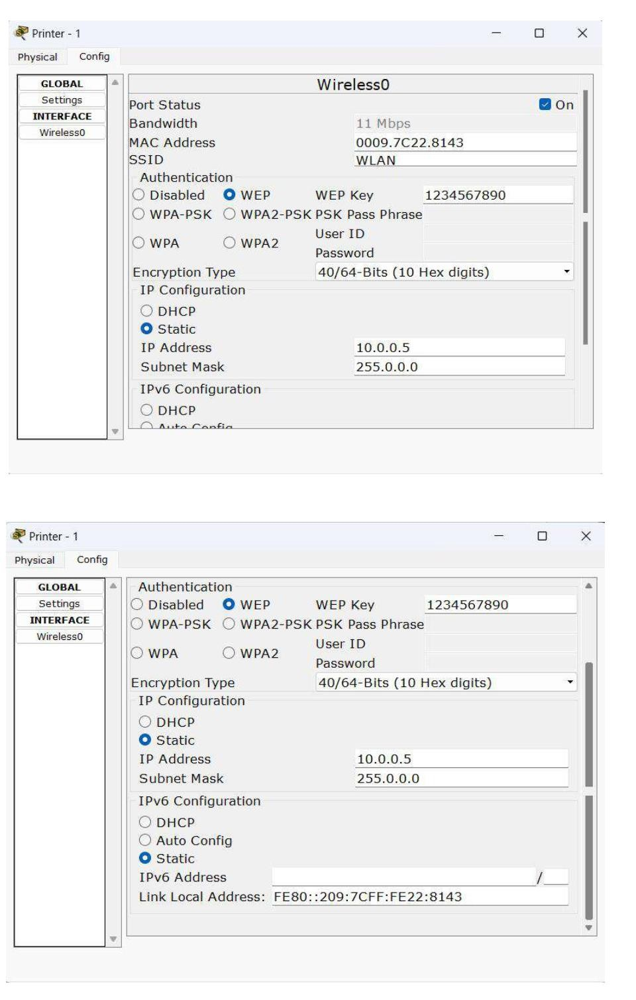 Printer - 1
Physical Config
GLOBAL
Settings
INTERFACE
Wireless0
Wireless0
Port Status On
Bandwidth 11 Mbps
MAC Address 0009.7C22.8143
SSID WLAN
Authentication
Disabled WEP WEP Key 1234567890
WPA-PSK WPA2-PSK PSK Pass Phrase
User ID
WPA WPA2
Password
Encryption Type 40/64-Bits (10 Hex digits)
IP Configuration
DHCP
Static
IP Address 10.0.0.5
Subnet Mask 255.0.0.0
IPv6 Configuration
DHCP
Auto Config
Printer - 1
Physical Config
GLOBAL
Settings
INTERFACE
Wireless0
Authentication
Disabled WEP WEP Key 1234567890
WPA-PSK WPA2-PSK PSK Pass Phrase
User ID
WPA WPA2
Password
Encryption Type 40/64-Bits (10 Hex digits)
IP Configuration
DHCP
Static
IP Address 10.0.0.5
Subnet Mask 255.0.0.0
IPv6 Configuration
DHCP
Auto Config
Static
IPv6 Address /
Link Local Address: FE80::209:7CFF:FE22:8143